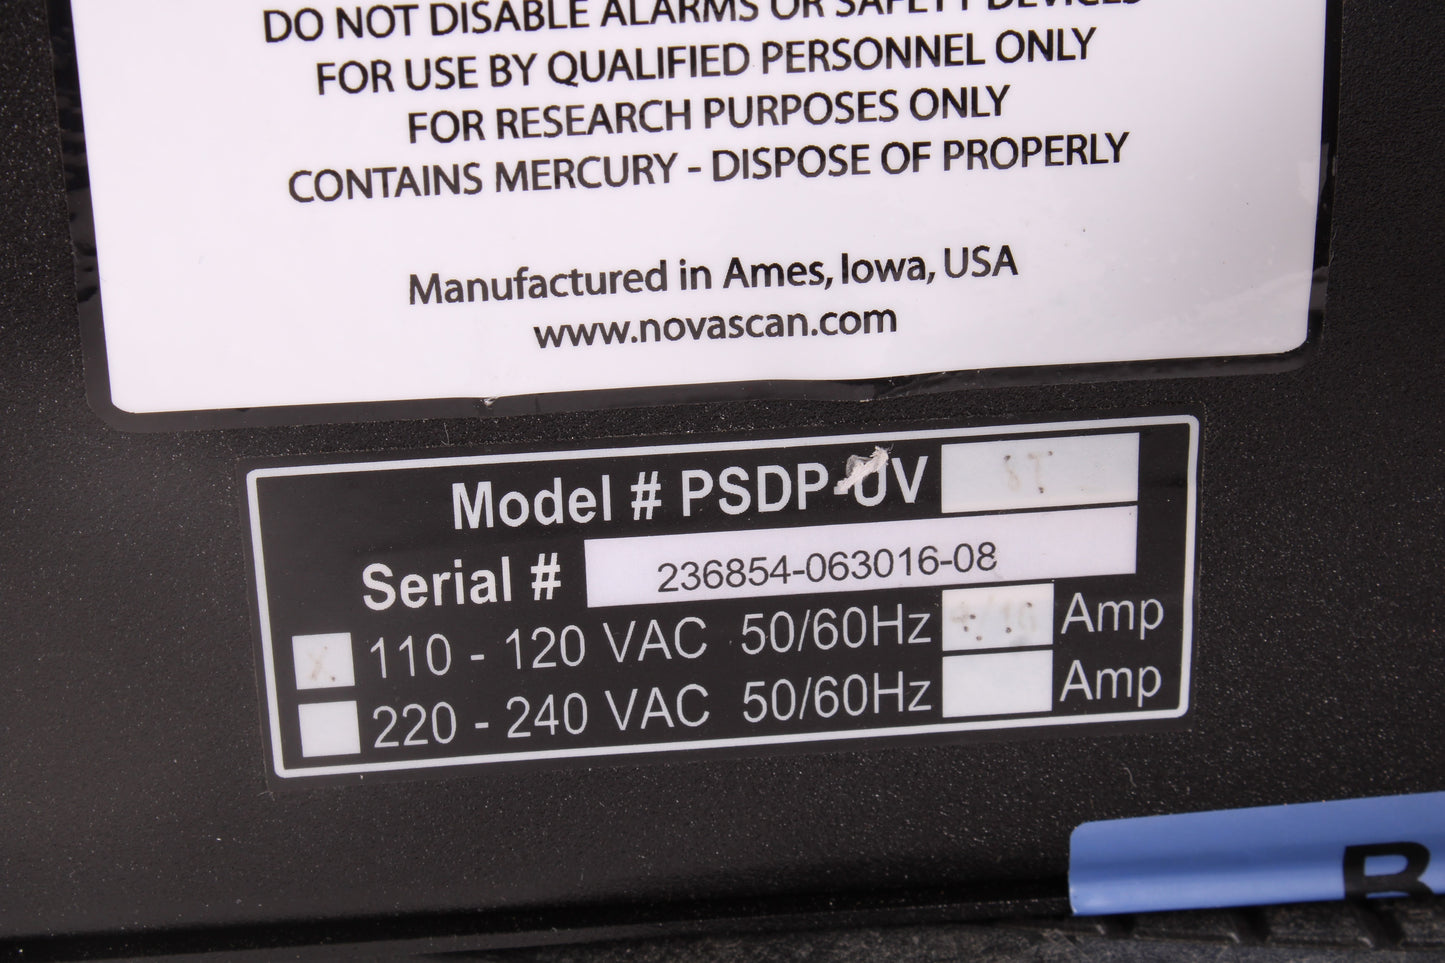 DO NOT DISABLE ALARMS OR SAFETY DEVICES
FOR USE BY QUALIFIED PERSONNEL ONLY
FOR RESEARCH PURPOSES ONLY
CONTAINS MERCURY - DISPOSE OF PROPERLY
Manufactured in Ames, Iowa, USA
www.novascan.com
Model # PSDP-UV 8T
Serial # 236854-063016-08
X 110 - 120 VAC 50/60Hz Amp
220 - 240 VAC 50/60Hz Amp